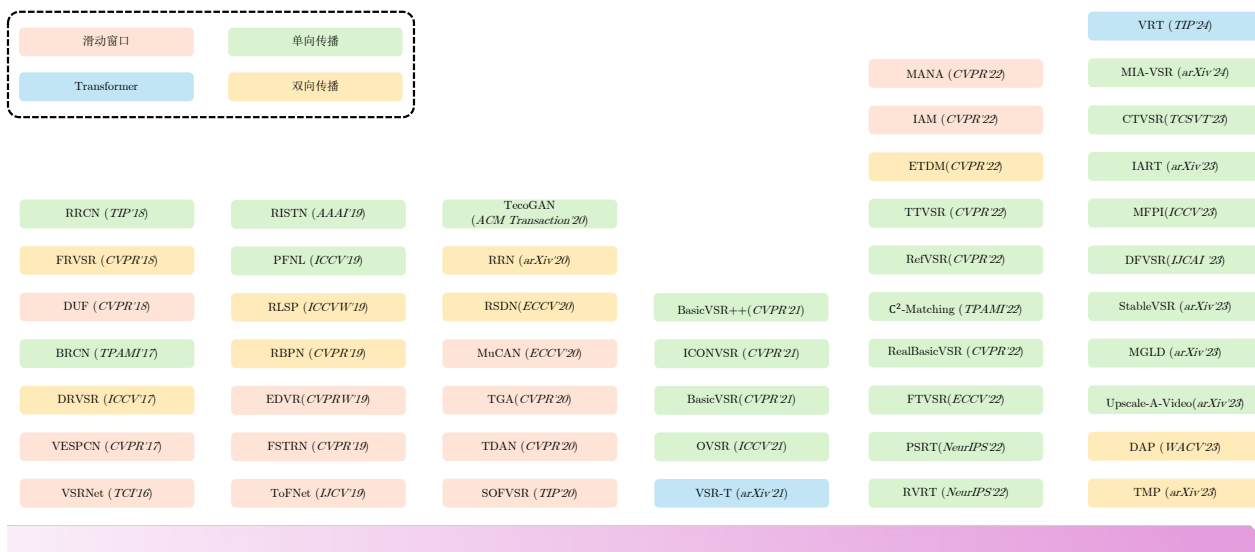 滑动窗口
单向传播
Transformer
双向传播
RRCN (TIP'18)
FRVSR (CVPR'18)
DUF (CVPR'18)
BRCN (TPAMI'17)
DRVSR (ICCV'17)
VESPCN (CVPR'17)
VSRNet (TCI'16)
RISTN (AAAI'19)
PFNL (ICCV'19)
RLSP (ICCVW'19)
RBPN (CVPR'19)
EDVR(CVPRW'19)
FSTRN (CVPR'19)
ToFNet (IJCV'19)
TecoGAN
(ACM Transaction'20)
RRN (arXiv'20)
RSDN(ECCV'20)
MuCAN (ECCV'20)
TGA(CVPR'20)
TDAN (CVPR'20)
SOFVSR (TIP'20)
BasicVSR++(CVPR'21)
ICONVSR (CVPR'21)
BasicVSR(CVPR'21)
OVSR (ICCV'21)
VSR-T (arXiv'21)
MANA (CVPR'22)
IAM (CVPR'22)
ETDM(CVPR'22)
TTVSR (CVPR'22)
RefVSR(CVPR'22)
C²-Matching (TPAMI'22)
RealBasicVSR (CVPR'22)
FTVSR(ECCV'22)
PSRT(NeurIPS'22)
RVRT (NeurIPS'22)
VRT (TIP'24)
MIA-VSR (arXiv'24)
CTVSR(TCSVT'23)
IART (arXiv'23)
MFPI(ICCV'23)
DFVSR(IJCAI '23)
StableVSR (arXiv'23)
MGLD (arXiv'23)
Upscale-A-Video(arXiv'23)
DAP (WACV'23)
TMP (arXiv'23)